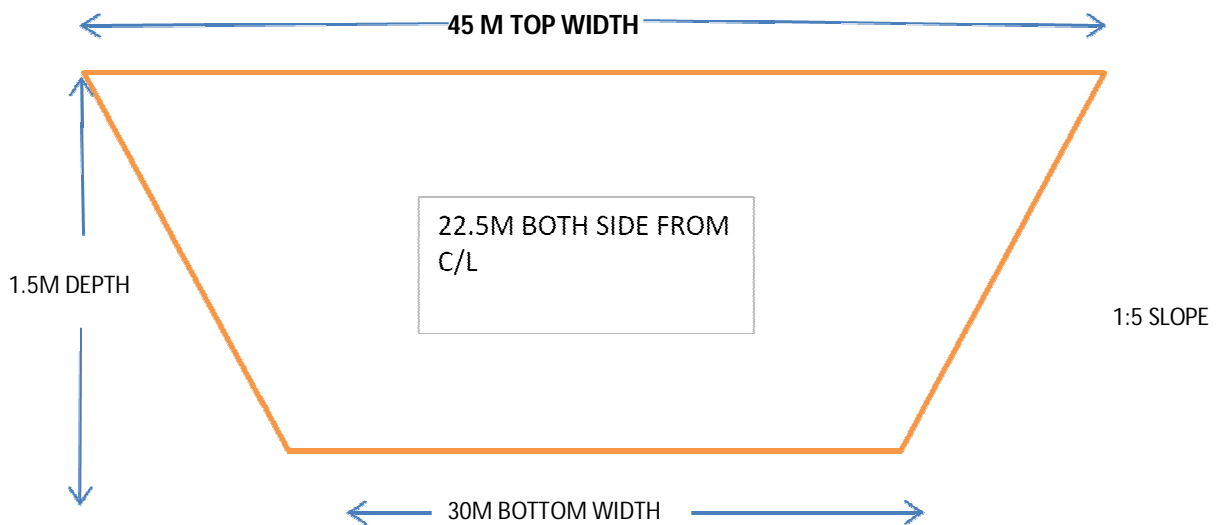 45 M TOP WIDTH
22.5M BOTH SIDE FROM
C/L
1.5M DEPTH
1:5 SLOPE
30M BOTTOM WIDTH